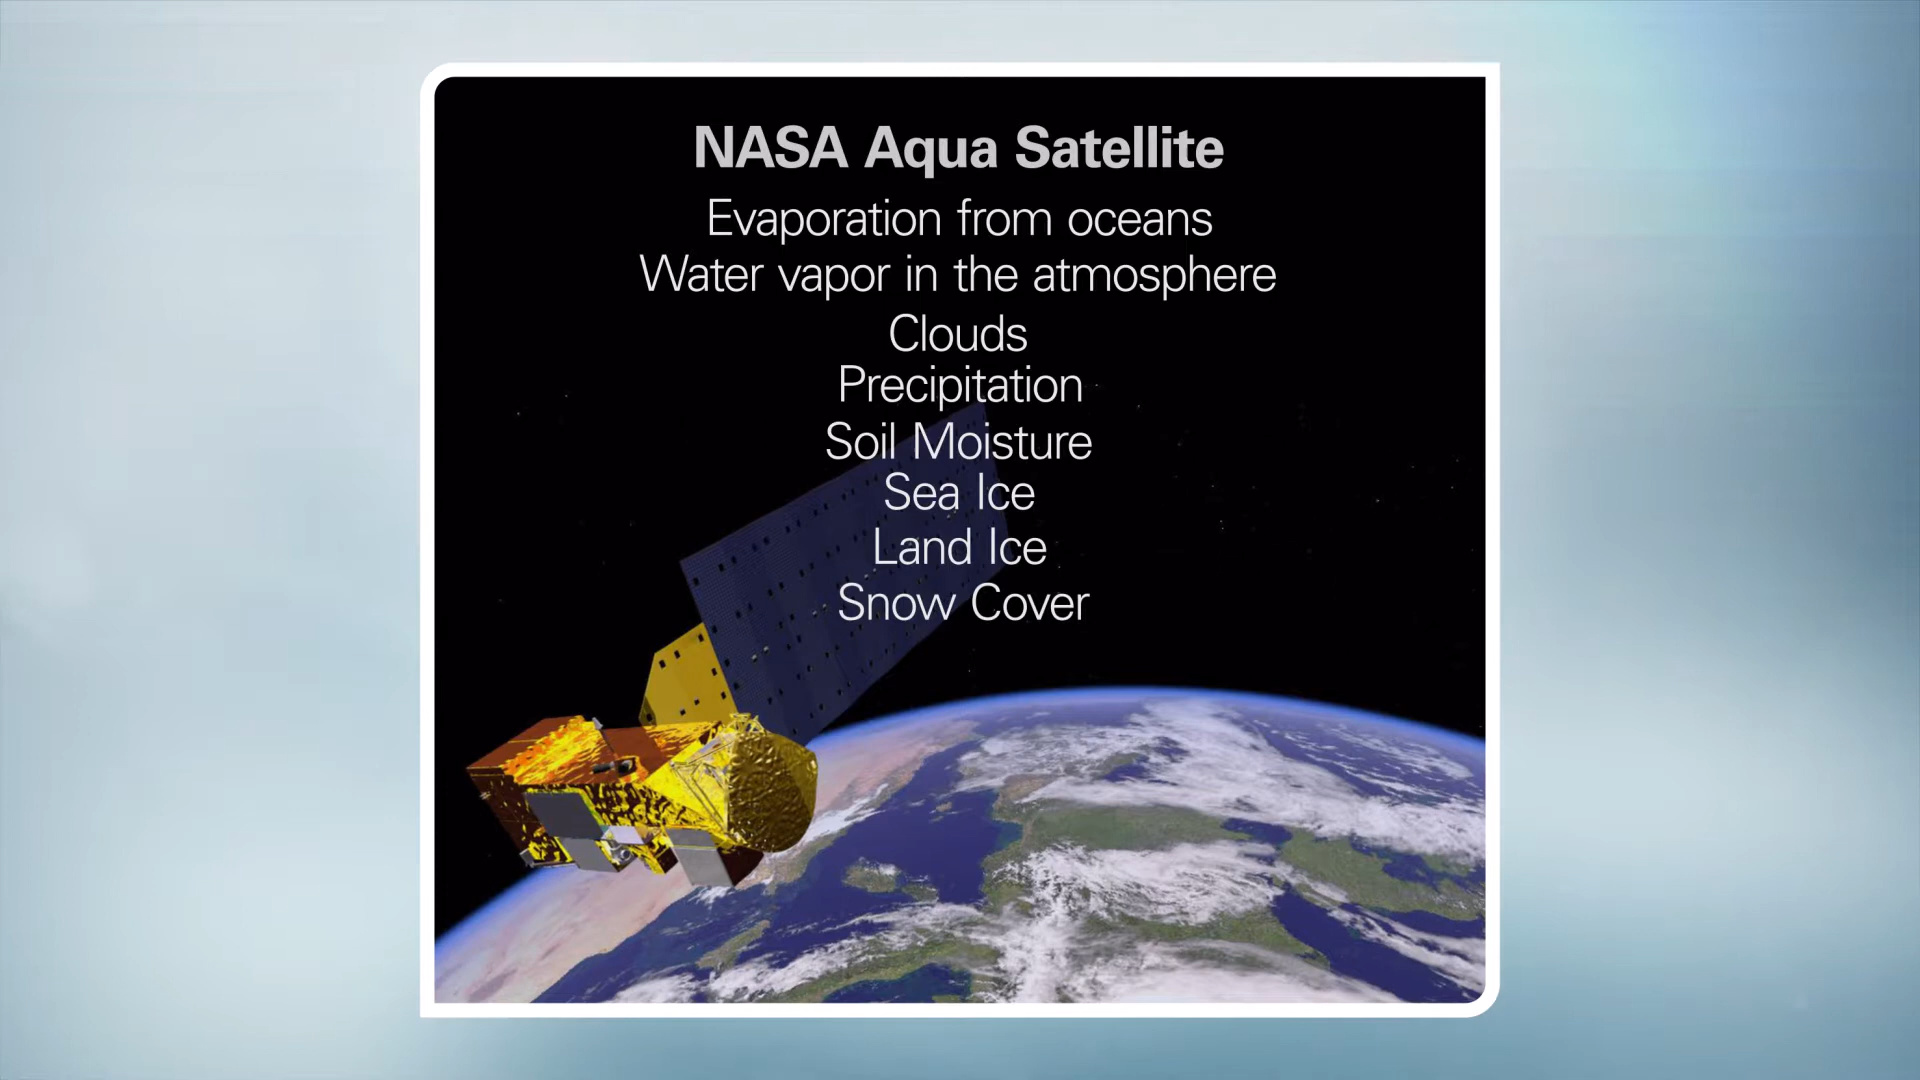 NASA Aqua Satellite
Evaporation from oceans
Water vapor in the atmosphere
Clouds
Precipitation
Soil Moisture
Sea Ice
Land Ice
Snow Cover